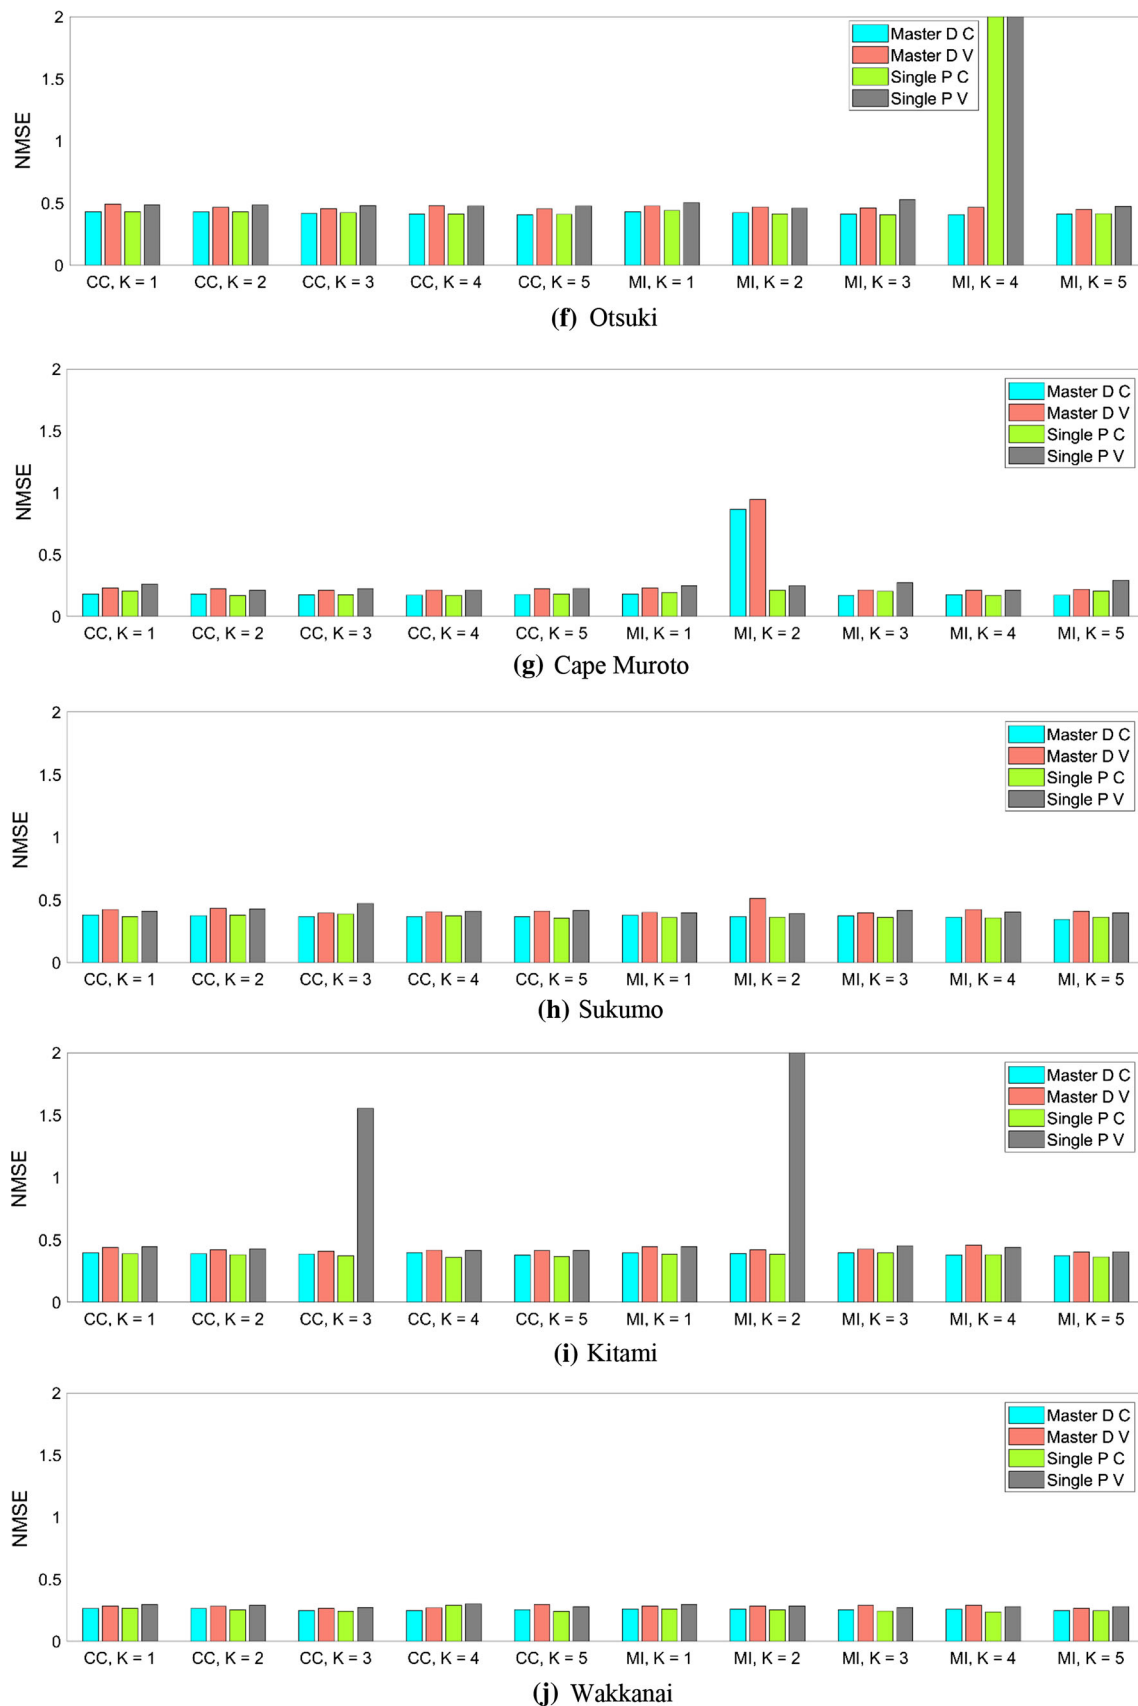 2
1.5
1
0.5
0
NMSE
Master D C
Master D V
Single P C
Single P V
CC, K = 1 CC, K = 2 CC, K = 3 CC, K = 4 CC, K = 5 MI, K = 1 MI, K = 2 MI, K = 3 MI, K = 4 MI, K = 5
(f) Otsuki
2
1.5
1
0.5
0
NMSE
Master D C
Master D V
Single P C
Single P V
CC, K = 1 CC, K = 2 CC, K = 3 CC, K = 4 CC, K = 5 MI, K = 1 MI, K = 2 MI, K = 3 MI, K = 4 MI, K = 5
(g) Cape Muroto
2
1.5
1
0.5
0
NMSE
Master D C
Master D V
Single P C
Single P V
CC, K = 1 CC, K = 2 CC, K = 3 CC, K = 4 CC, K = 5 MI, K = 1 MI, K = 2 MI, K = 3 MI, K = 4 MI, K = 5
(h) Sukumo
2
1.5
1
0.5
0
NMSE
Master D C
Master D V
Single P C
Single P V
CC, K = 1 CC, K = 2 CC, K = 3 CC, K = 4 CC, K = 5 MI, K = 1 MI, K = 2 MI, K = 3 MI, K = 4 MI, K = 5
(i) Kitami
2
1.5
1
0.5
0
NMSE
Master D C
Master D V
Single P C
Single P V
CC, K = 1 CC, K = 2 CC, K = 3 CC, K = 4 CC, K = 5 MI, K = 1 MI, K = 2 MI, K = 3 MI, K = 4 MI, K = 5
(j) Wakkanai